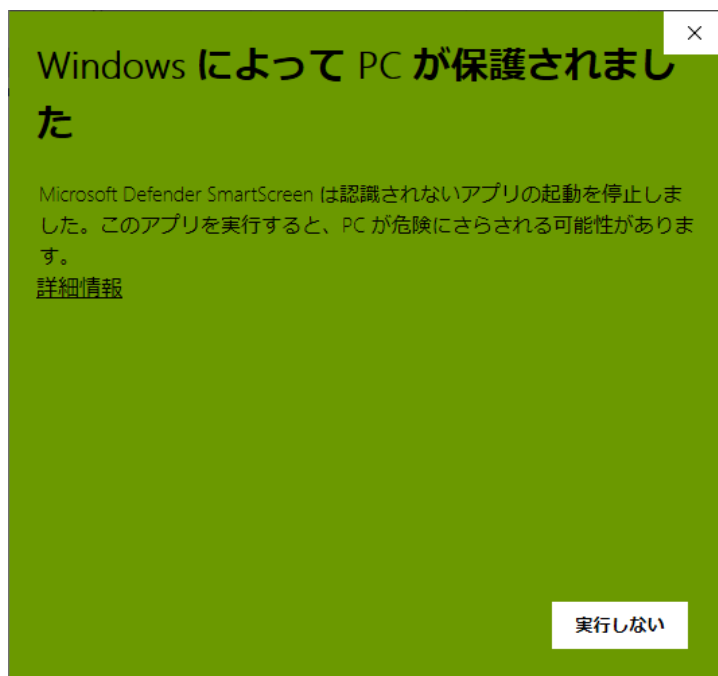 Windows によって PC が保護されまし
た
Microsoft Defender SmartScreen は認識されないアプリの起動を停止しま
した。このアプリを実行すると、PC が危険にさらされる可能性がありま
す。
詳細情報
実行しない